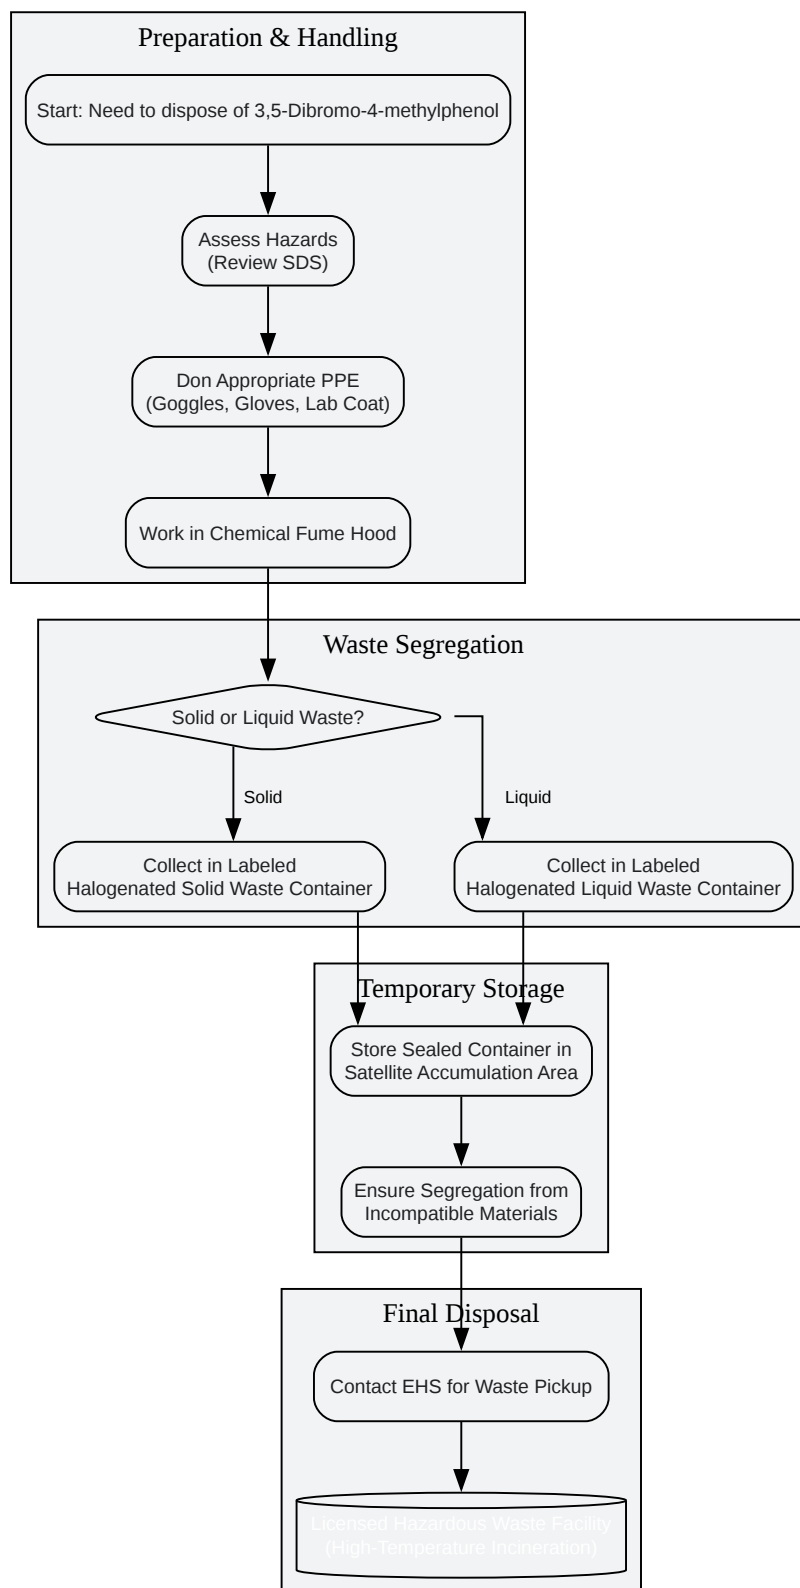 Preparation & Handling
Start: Need to dispose of 3,5-Dibromo-4-methylphenol
Assess Hazards
(Review SDS)
Don Appropriate PPE
(Goggles, Gloves, Lab Coat)
Work in Chemical Fume Hood
Waste Segregation
Solid or Liquid Waste?
Solid
Liquid
Collect in Labeled
Halogenated Solid Waste Container
Collect in Labeled
Halogenated Liquid Waste Container
Temporary Storage
Store Sealed Container in
Satellite Accumulation Area
Ensure Segregation from
Incompatible Materials
Final Disposal
Contact EHS for Waste Pickup
Licensed Hazardous Waste Facility
(High-Temperature Incineration)